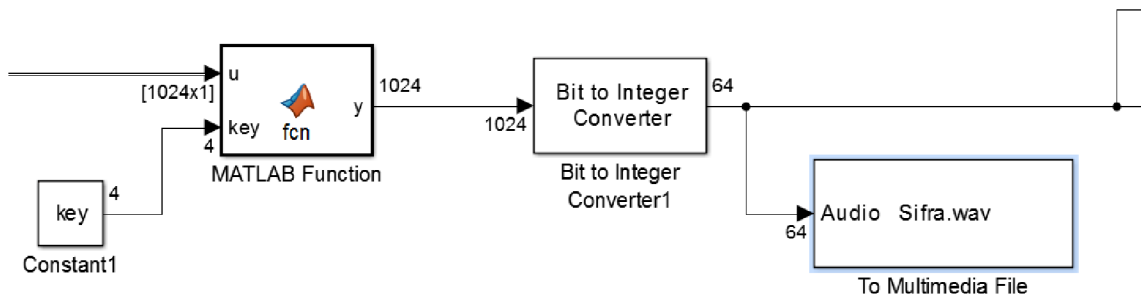 u
[1024x1]
key
4
fcn
y
MATLAB Function
1024
1024
Bit to Integer
Converter
64
Bit to Integer
Converter1
key
4
Constant1
64
Audio Sifra.wav
To Multimedia File